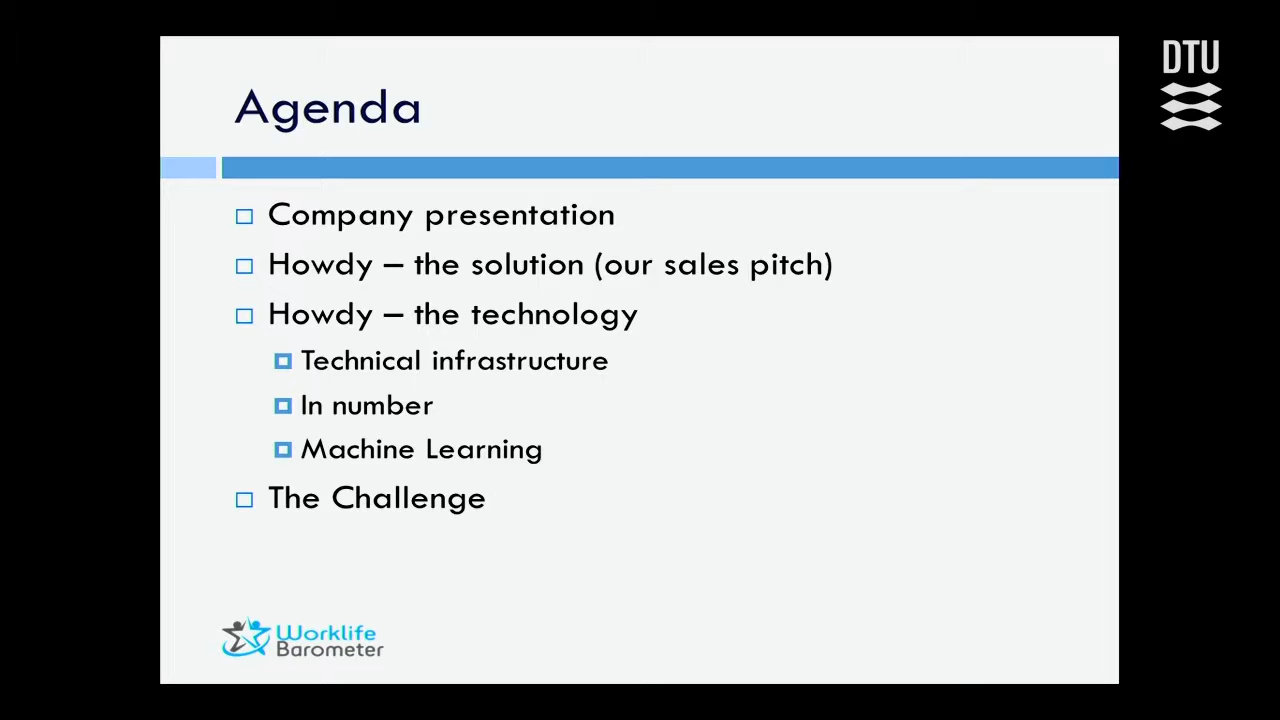 DTU
Agenda
Company presentation
Howdy – the solution (our sales pitch)
Howdy – the technology
Technical infrastructure
In number
Machine Learning
The Challenge
Worklife
Barometer